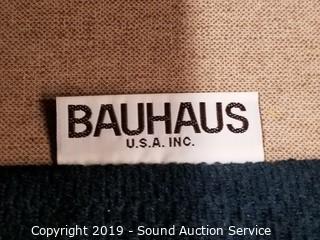 BAUHAUS
U.S.A. INC.
Copyright 2019 - Sound Auction Service